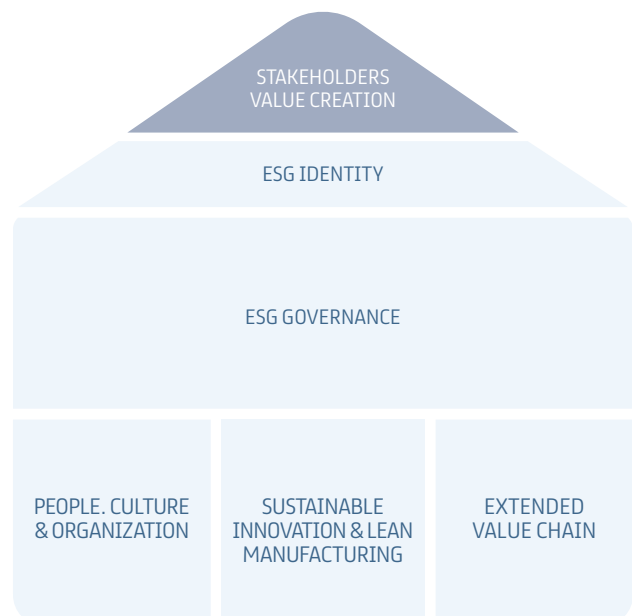 STAKEHOLDERS
VALUE CREATION
ESG IDENTITY
ESG GOVERNANCE
PEOPLE. CULTURE
& ORGANIZATION
SUSTAINABLE
INNOVATION & LEAN
MANUFACTURING
EXTENDED
VALUE CHAIN